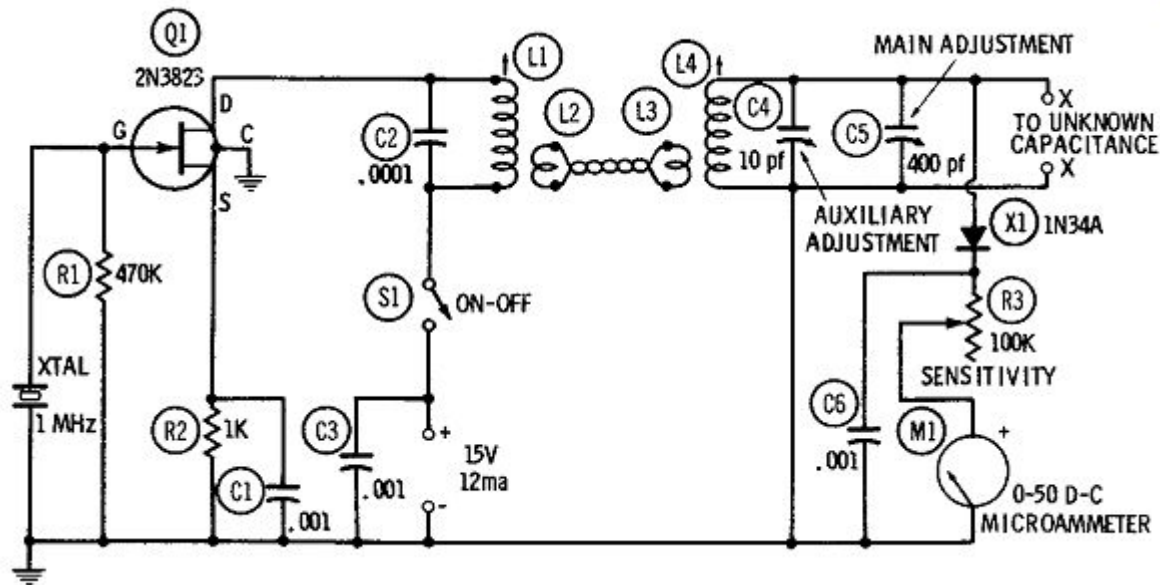 Q1
2N3823
D
G
C
S
R1
470K
XTAL
1 MHz
R2
1K
C1
.001
C2
.0001
L1
L2
L3
L4
S1
ON-OFF
C3
.001
+
15V
12ma
-
MAIN ADJUSTMENT
C4
10 pf
C5
400 pf
AUXILIARY
ADJUSTMENT
X
TO UNKNOWN
CAPACITANCE
X
X1
1N34A
R3
100K
SENSITIVITY
C6
.001
M1
+
0-50 D-C
MICROAMMETER